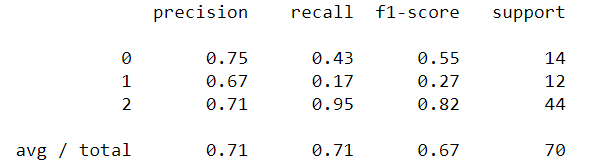 precision recall f1-score support
0 0.75 0.43 0.55 14
1 0.67 0.17 0.27 12
2 0.71 0.95 0.82 44
avg / total 0.71 0.71 0.67 70